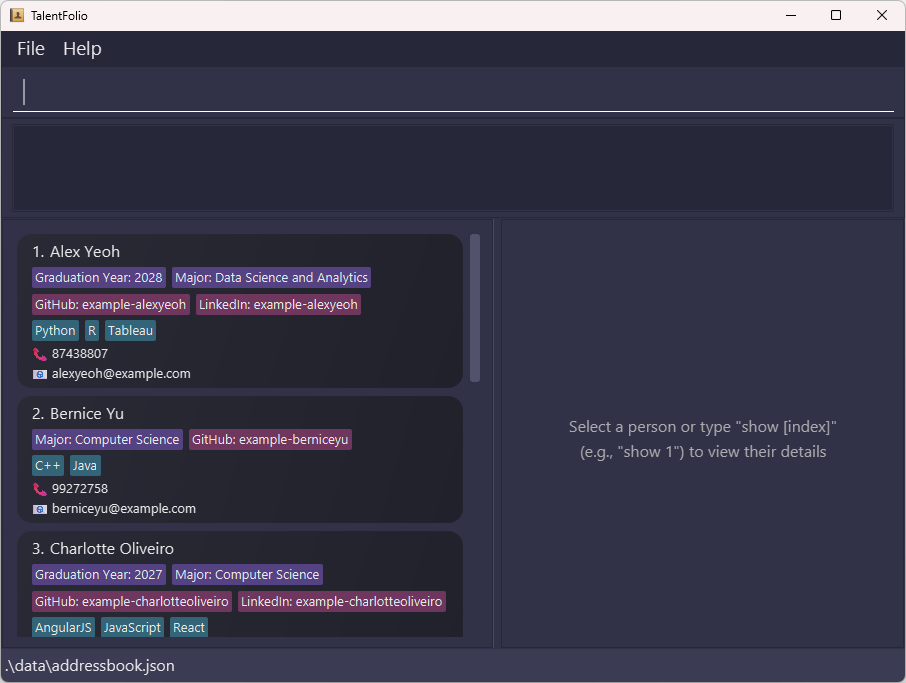 TalentFolio
File Help
1. Alex Yeoh
Graduation Year: 2028 Major: Data Science and Analytics
GitHub: example-alexyeoh LinkedIn: example-alexyeoh
Python R Tableau
87438807
alexyeoh@example.com
2. Bernice Yu
Major: Computer Science GitHub: example-berniceyu
C++ Java
99272758
berniceyu@example.com
3. Charlotte Oliveiro
Graduation Year: 2027 Major: Computer Science
GitHub: example-charlotteoliveiro LinkedIn: example-charlotteoliveiro
AngularJS JavaScript React
Select a person or type "show [index]"
(e.g., "show 1") to view their details
.\data\addressbook.json